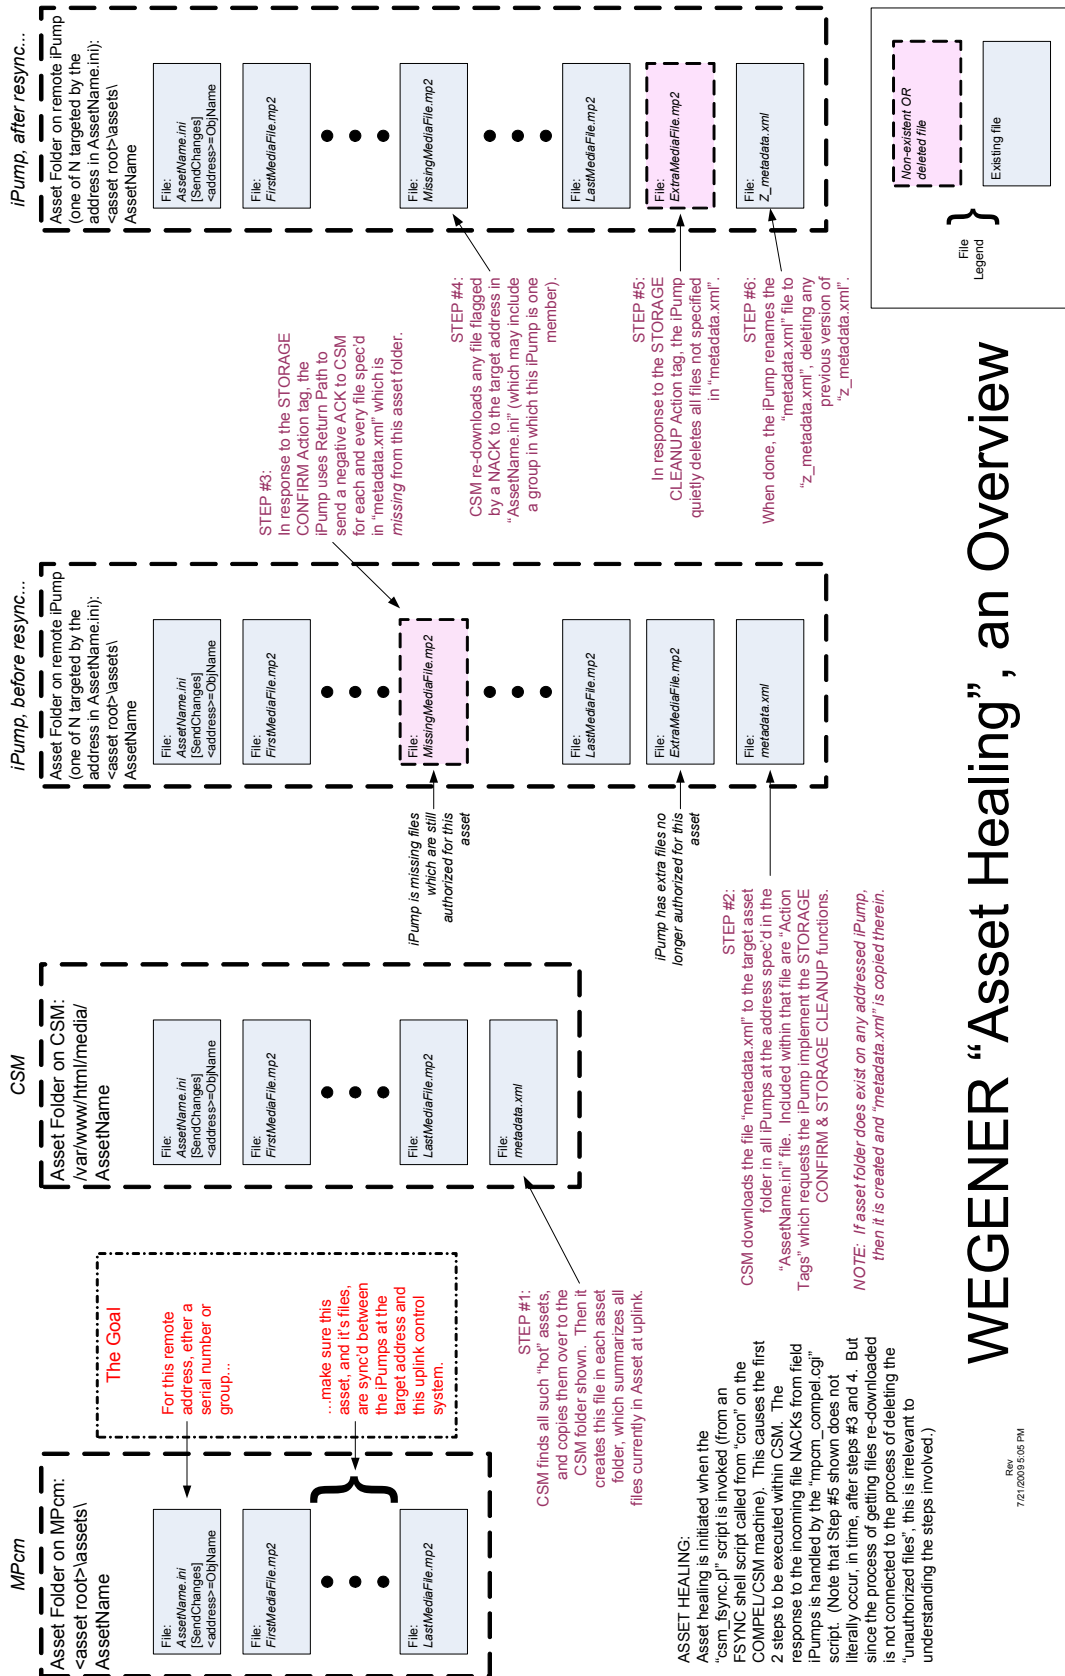 MPcm
Asset Folder on MPcm:
<asset root>\assets\
AssetName
File:
AssetName.ini
[SendChanges]
<address>=ObjName
File:
FirstMediaFile.mp2
File:
LastMediaFile.mp2
The Goal
For this remote
address, ether a
serial number or
group...
...make sure this
asset, and it's files,
are sync'd between
the iPumps at the
target address and
this uplink control
system.
CSM
Asset Folder on CSM:
/var/www/html/media/
AssetName
File:
AssetName.ini
[SendChanges]
<address>=ObjName
File:
FirstMediaFile.mp2
File:
LastMediaFile.mp2
File:
metadata.xml
STEP #1:
CSM finds all such “hot” assets,
and copies them over to the
CSM folder shown.  Then it
creates this file in each asset
folder, which summarizes all
files currently in Asset at uplink.
iPump, before resync...
Asset Folder on remote iPump
(one of N targeted by the
address in AssetName.ini):
<asset root>\assets\
AssetName
File:
AssetName.ini
[SendChanges]
<address>=ObjName
File:
FirstMediaFile.mp2
File:
MissingMediaFile.mp2
File:
LastMediaFile.mp2
File:
ExtraMediaFile.mp2
File:
metadata.xml
iPump is missing files
which are still
authorized for this
asset
iPump has extra files no
longer authorized for this
asset
STEP #2:
CSM downloads the file “metadata.xml” to the target asset
folder in all iPumps at the address spec'd in the
“AssetName.ini” file.  Included within that file are “Action
Tags” which requests the iPump implement the STORAGE
CONFIRM & STORAGE CLEANUP functions.
NOTE:  If asset folder does exist on any addressed iPump,
then it is created and “metadata.xml” is copied therein.
iPump, after resync...
Asset Folder on remote iPump
(one of N targeted by the
address in AssetName.ini):
<asset root>\assets\
AssetName
File:
AssetName.ini
[SendChanges]
<address>=ObjName
File:
FirstMediaFile.mp2
File:
MissingMediaFile.mp2
File:
LastMediaFile.mp2
File:
ExtraMediaFile.mp2
File:
Z_metadata.xml
STEP #3:
In response to the STORAGE
CONFIRM Action tag, the
iPump uses Return Path to
send a negative ACK to CSM
for each and every file spec'd
in “metadata.xml” which is
missing from this asset folder.
STEP #4:
CSM re-downloads any file flagged
by a NACK to the target address in
“AssetName.ini” (which may include
a group in which this iPump is one
member).
STEP #5:
In response to the STORAGE
CLEANUP Action tag, the iPump
quietly deletes all files not specified
in “metadata.xml”.
STEP #6:
When done, the iPump renames the
“metadata.xml” file to
“z_metadata.xml”, deleting any
previous version of
“z_metadata.xml”.
ASSET HEALING:
Asset healing is initiated when the
“csm_fsync.pl” script is invoked (from an
FSYNC shell script called from “cron” on the
COMPEL/CSM machine).  This causes the first
2 steps to be executed within CSM.  The
response to the incoming file NACKs from field
iPumps is handled by the “mpcm_compel.cgi”
script.  (Note that Step #5 shown does not
literally occur, in time, after steps #3 and 4.  But
since the process of getting files re-downloaded
is not connected to the process of deleting the
“unauthorized files”, this is irrelevant to
understanding the steps involved.)
Rev
7/21/2009 5:05 PM
WEGENER “Asset Healing”, an Overview
File
Legend
Non-existent OR
deleted file
Existing file